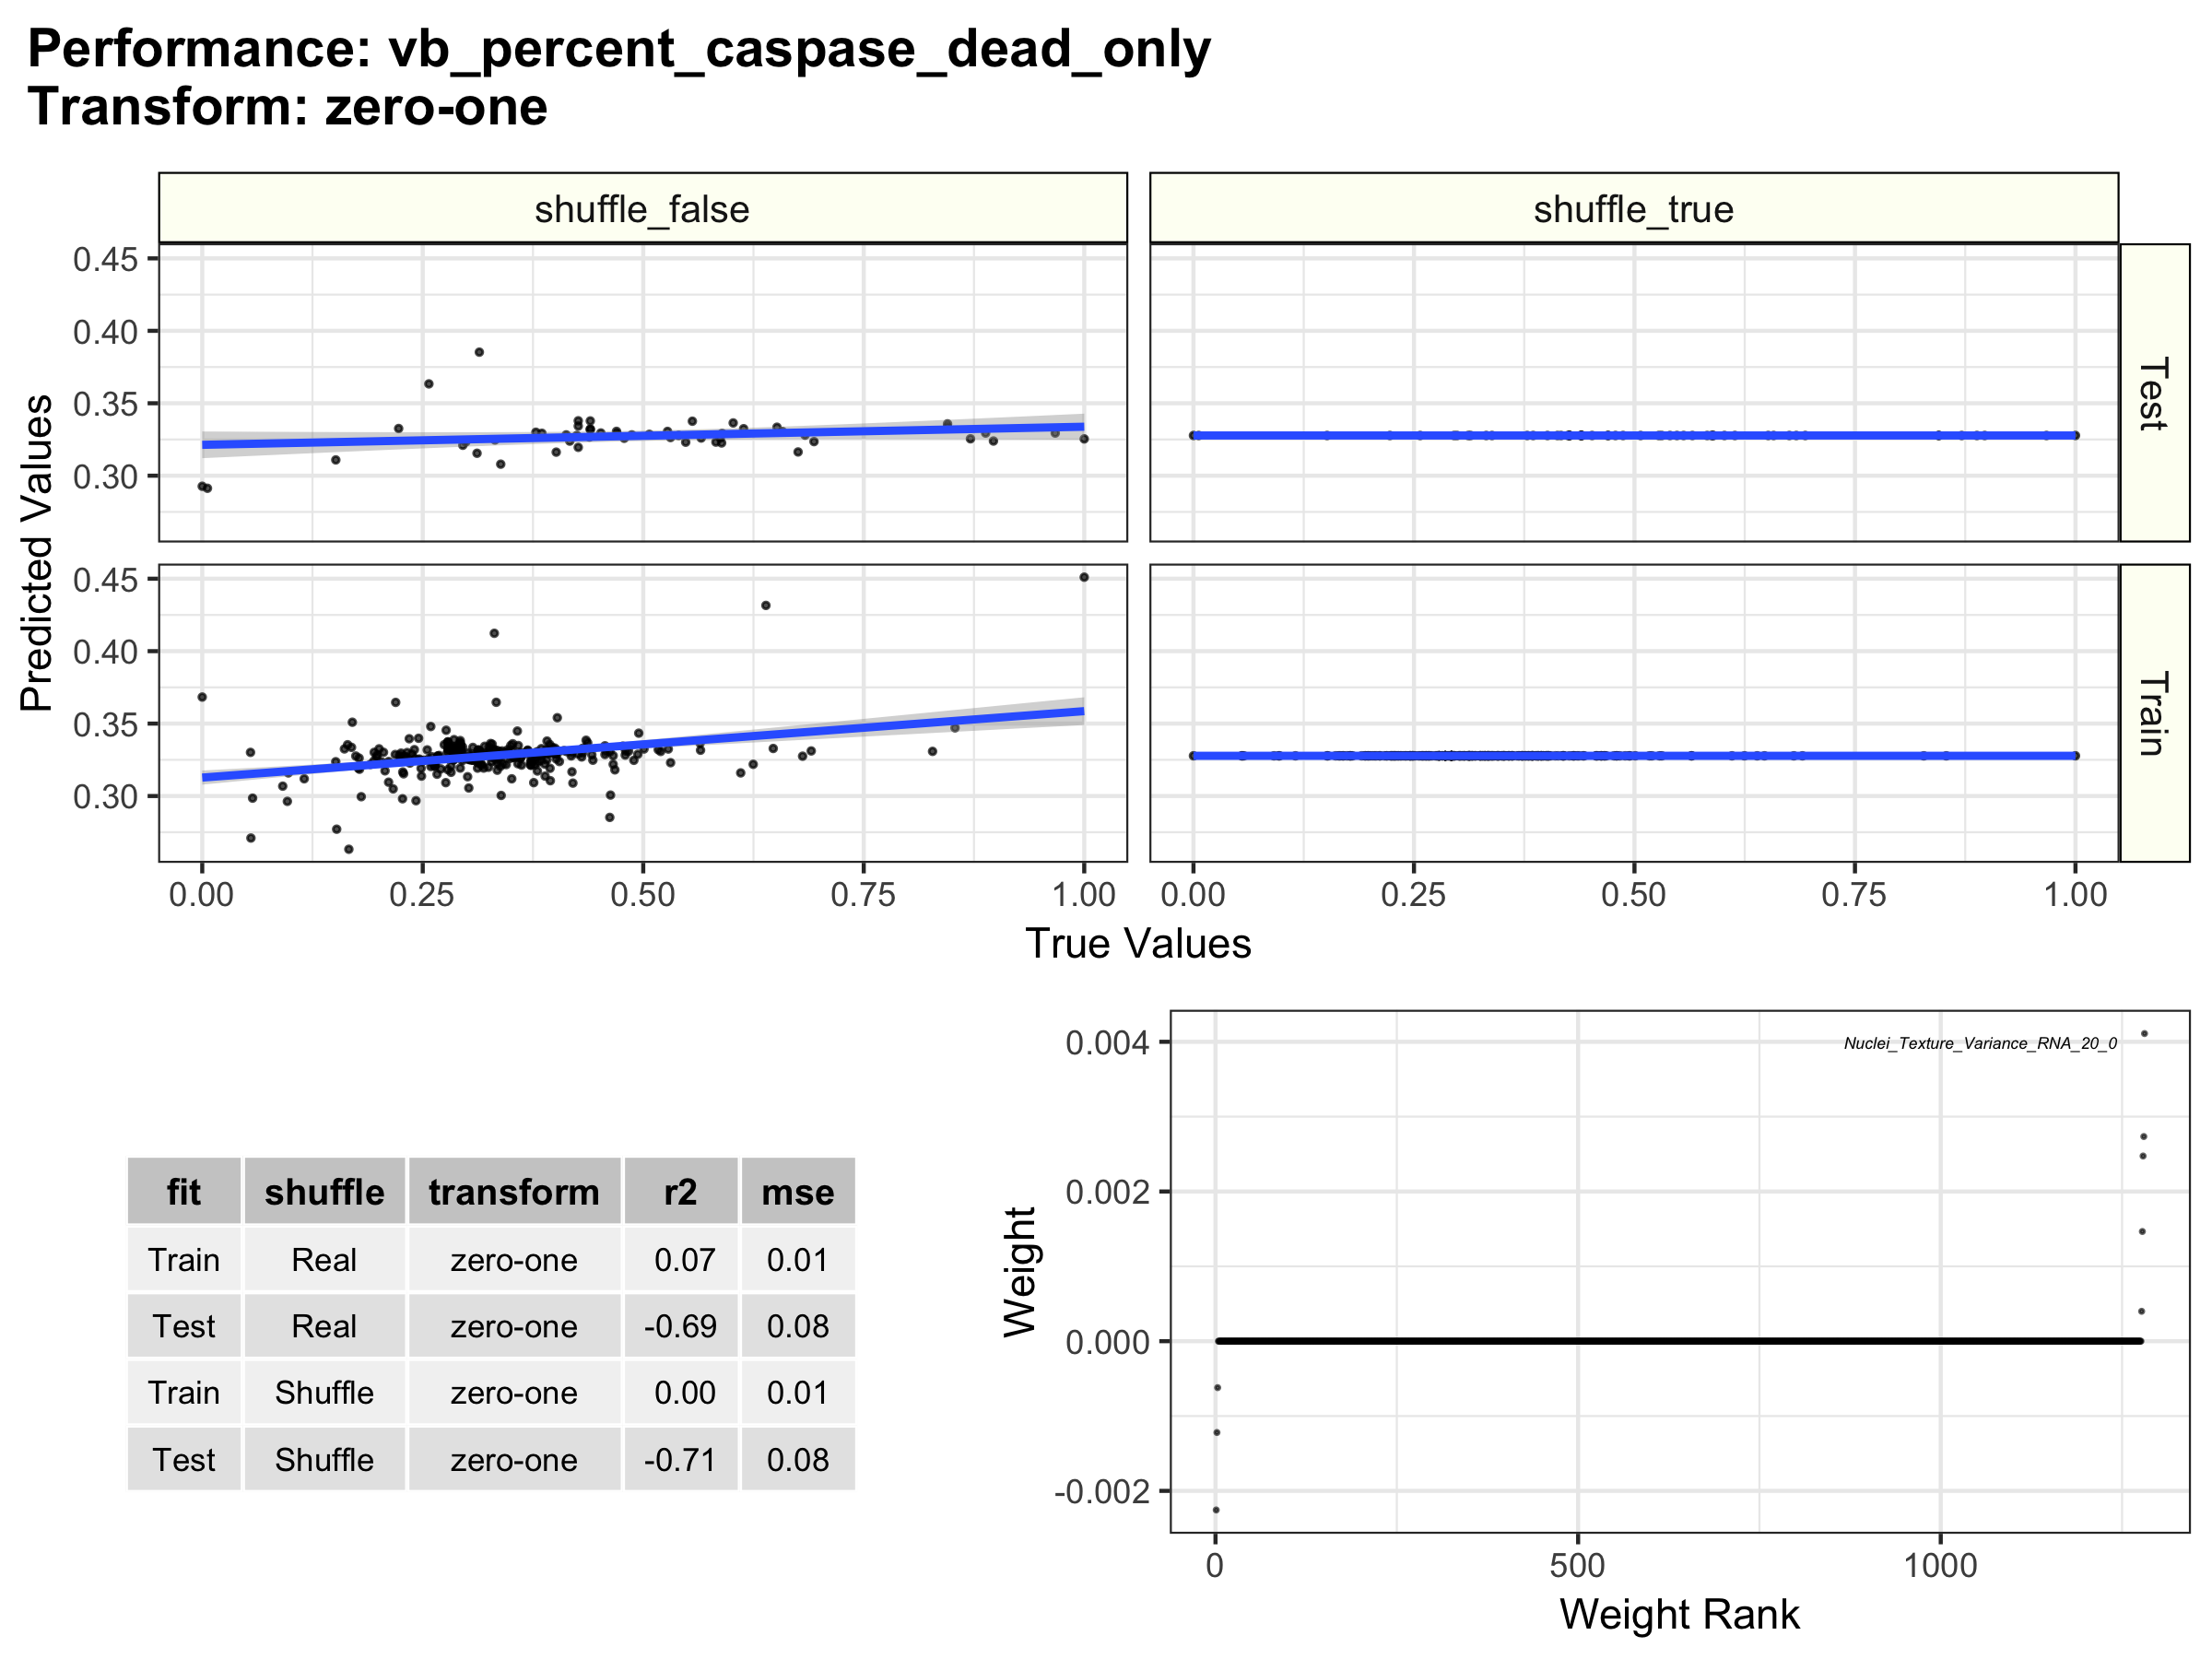 Performance: vb_percent_caspase_dead_only
Transform: zero-one
shuffle_false
shuffle_true
0.45
0.40
0.35
0.30
Test
0.45
0.40
0.35
0.30
Train
Predicted Values
0.00 0.25 0.50 0.75 1.00 0.00 0.25 0.50 0.75 1.00
True Values
fit shuffle transform r2 mse
Train Real zero-one 0.07 0.01
Test Real zero-one -0.69 0.08
Train Shuffle zero-one 0.00 0.01
Test Shuffle zero-one -0.71 0.08
Nuclei_Texture_Variance_RNA_20_0
0.004
0.002
0.000
-0.002
Weight
0 500 1000
Weight Rank